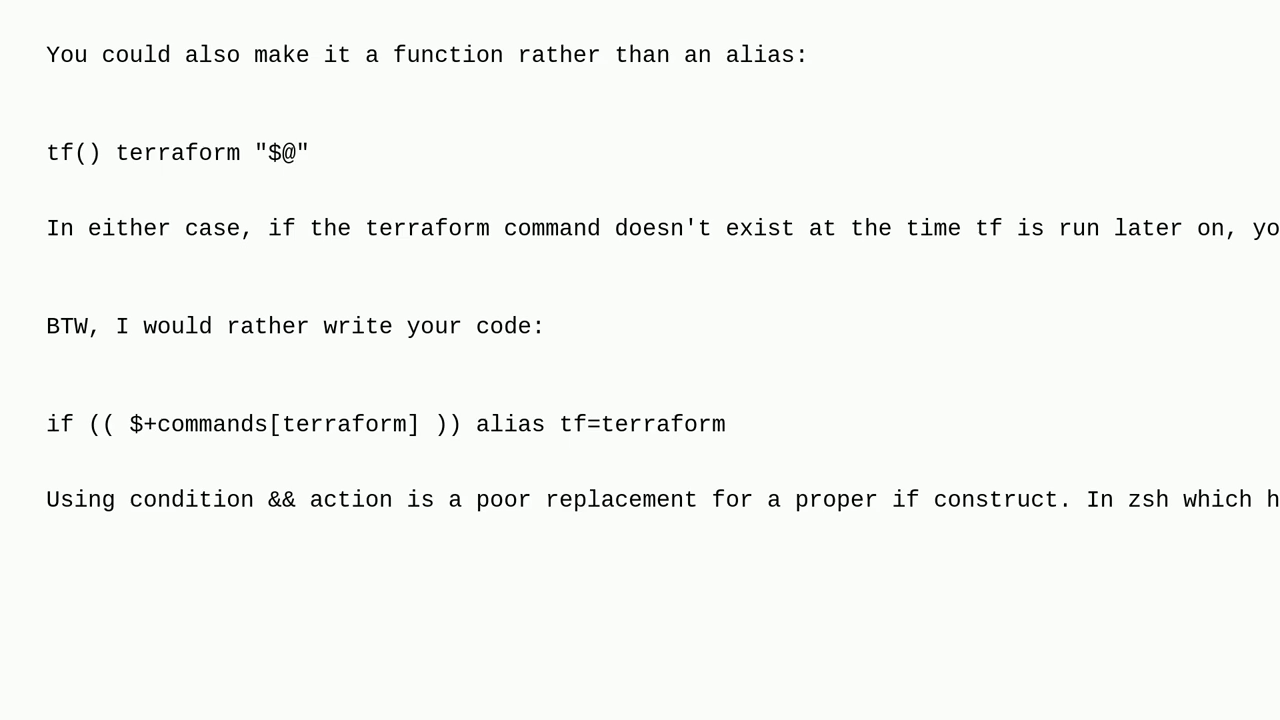 You could also make it a function rather than an alias:
tf() terraform "$@"
In either case, if the terraform command doesn't exist at the time tf is run later on,
BTW, I would rather write your code:
if (( $+commands[terraform] )) alias tf=terraform
Using condition && action is a poor replacement for a proper if construct. In zsh which